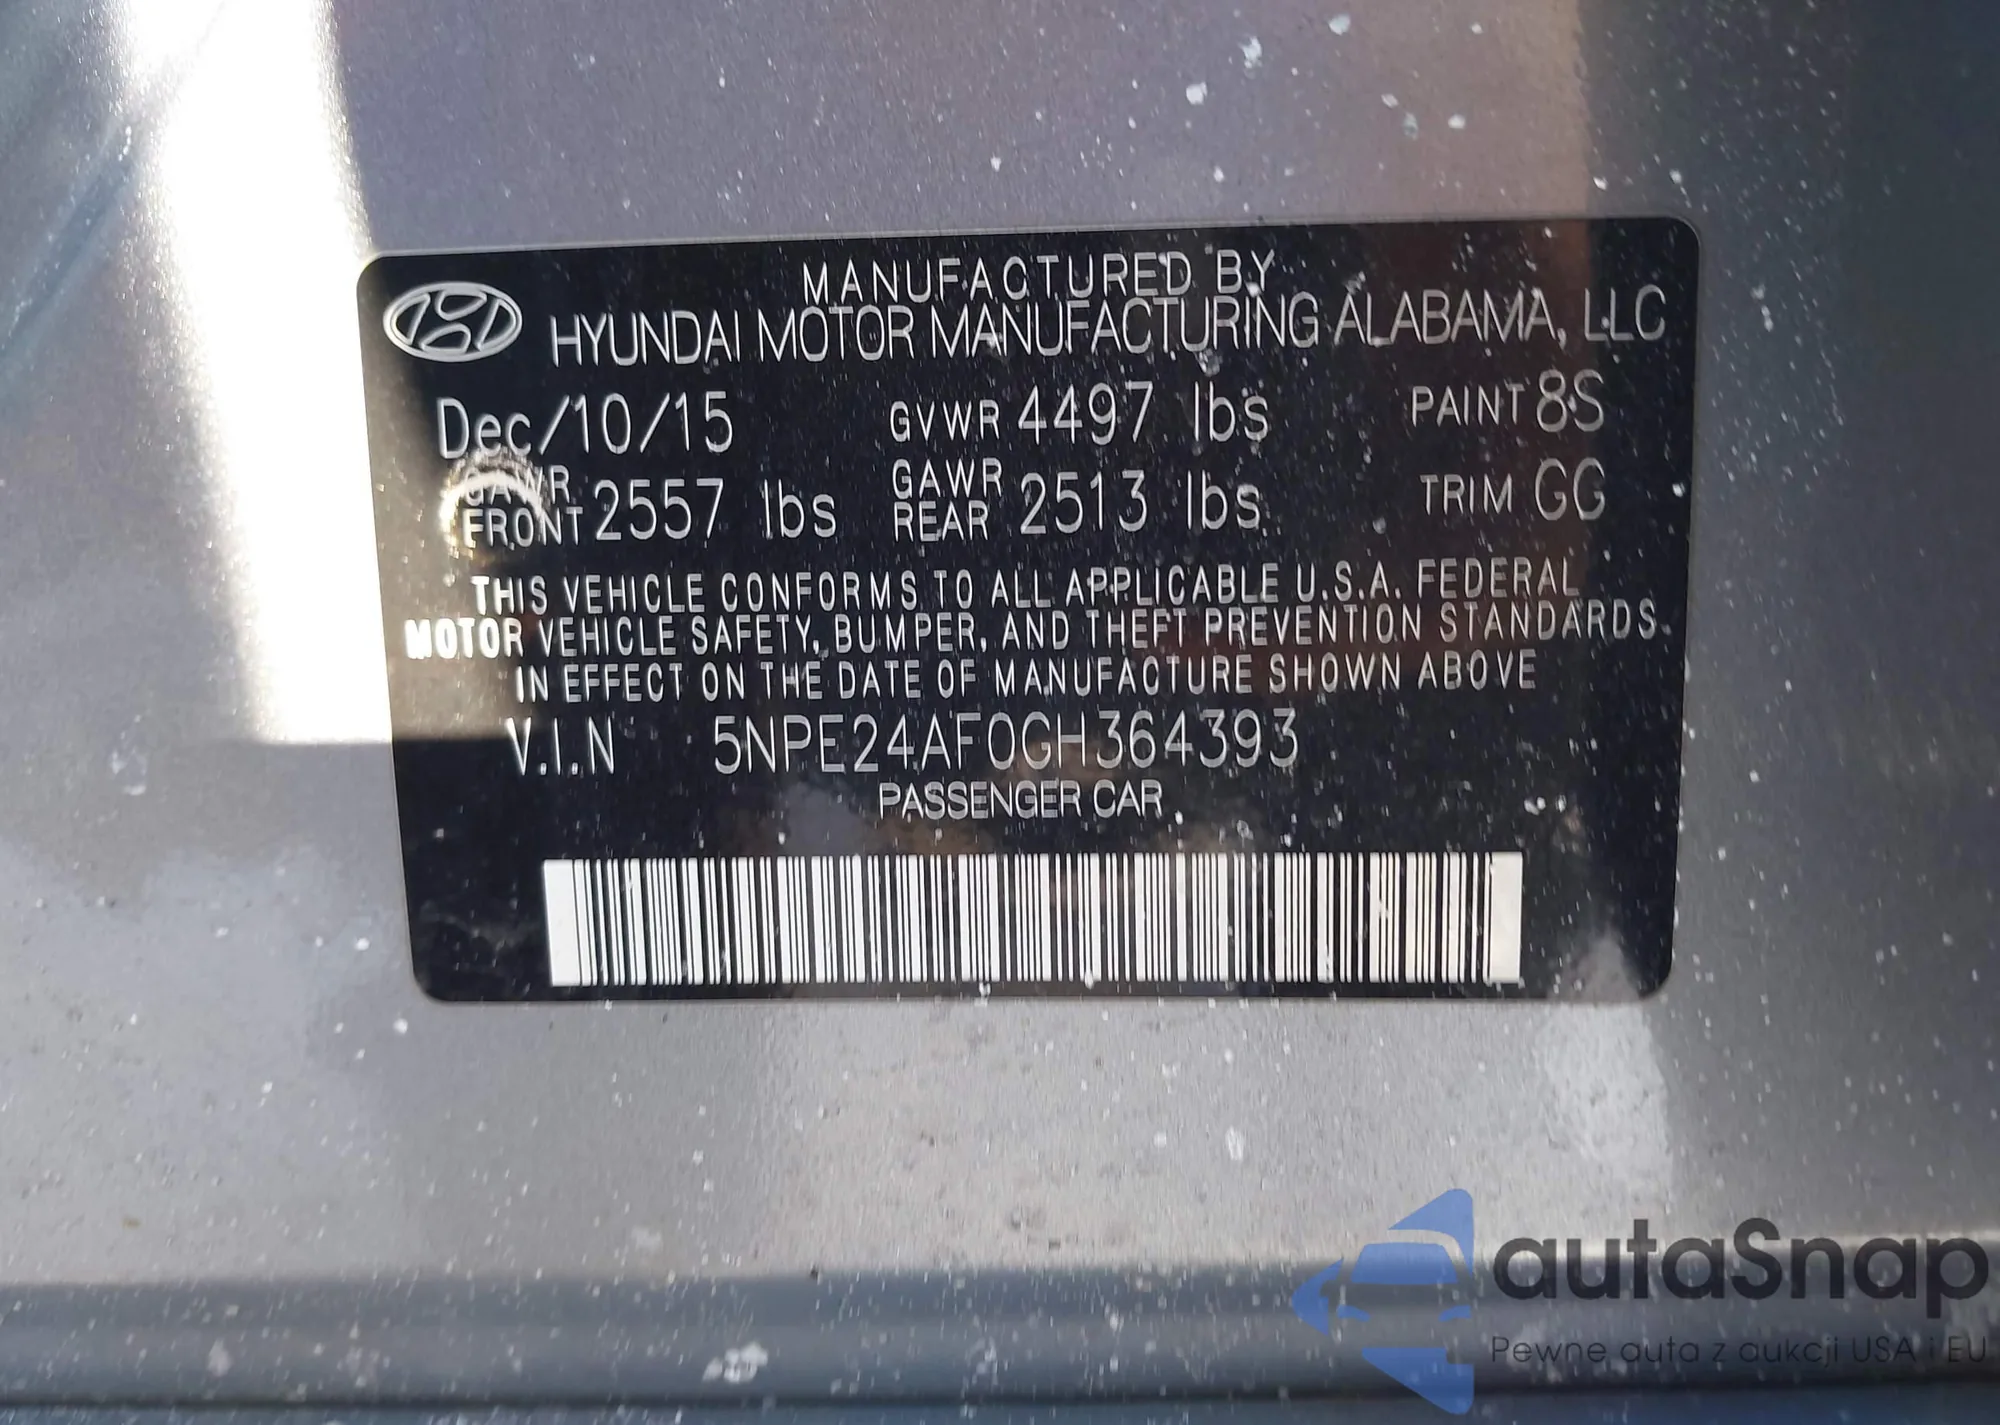 MANUFACTURED BY
HYUNDAI MOTOR MANUFACTURING ALABAMA, LLC
Dec/10/15 GVWR 4497 lbs PAINT 8S
GAWR FRONT 2557 lbs GAWR REAR 2513 lbs TRIM GG
THIS VEHICLE CONFORMS TO ALL APPLICABLE U.S.A. FEDERAL
MOTOR VEHICLE SAFETY, BUMPER, AND THEFT PREVENTION STANDARDS
IN EFFECT ON THE DATE OF MANUFACTURE SHOWN ABOVE
V.I.N 5NPE24AF0GH364393
PASSENGER CAR
autaSnap
Pewne auta z aukcji USA i EU